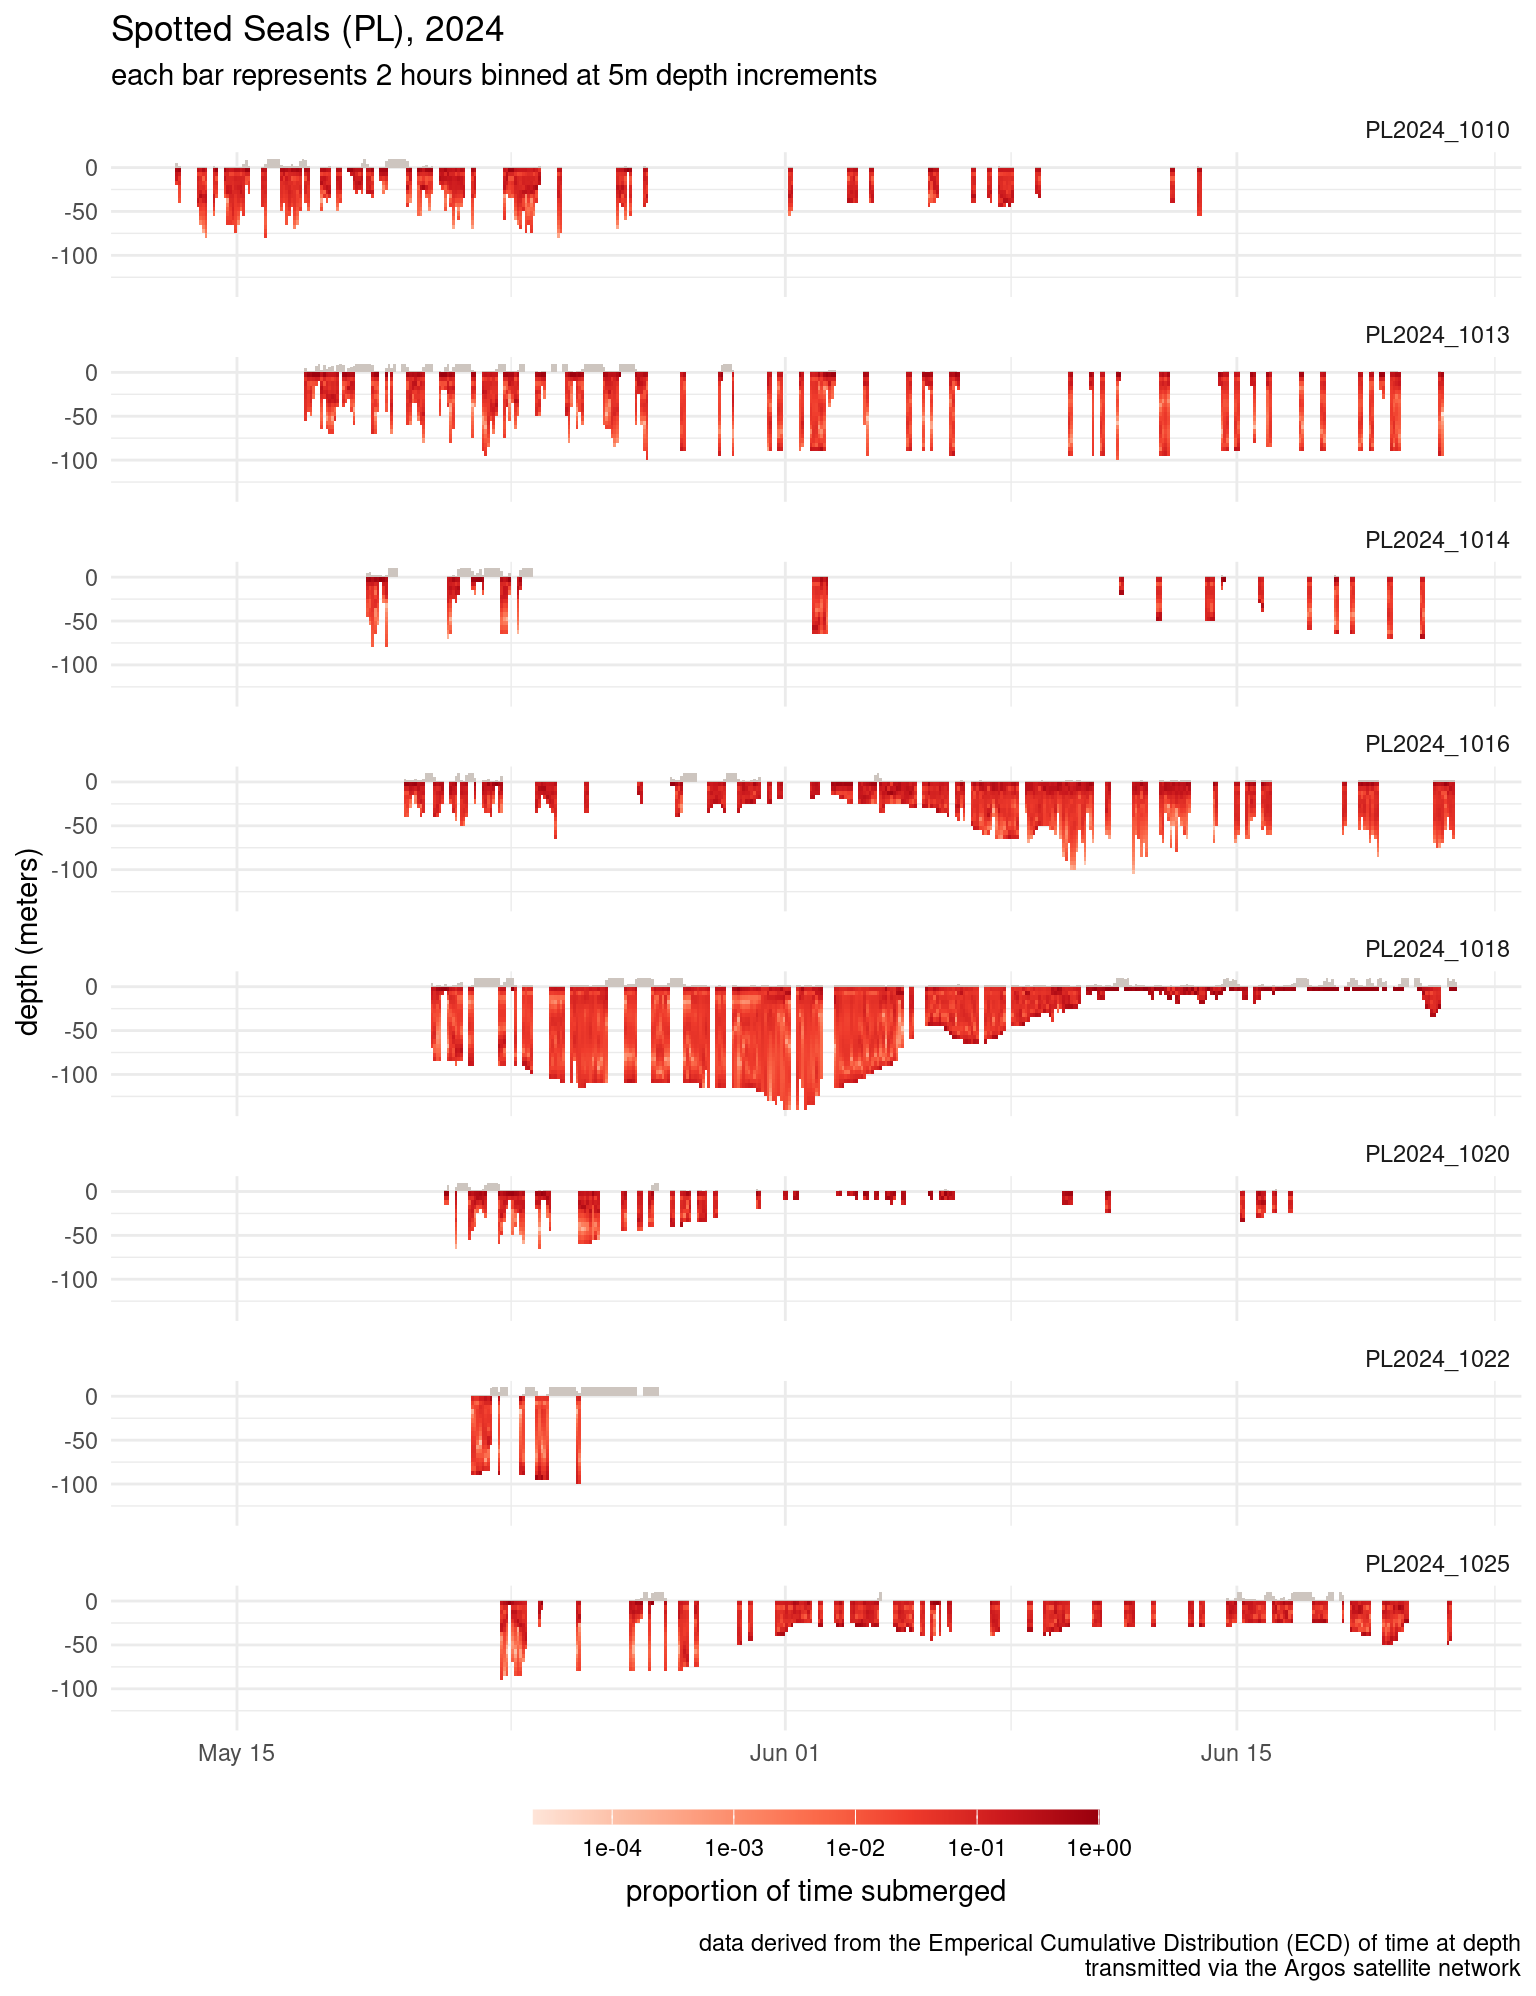 Spotted Seals (PL), 2024
each bar represents 2 hours binned at 5m depth increments
PL2024_1010
0
-50
-100
PL2024_1013
0
-50
-100
PL2024_1014
0
-50
-100
PL2024_1016
0
-50
-100
depth (meters)
PL2024_1018
0
-50
-100
PL2024_1020
0
-50
-100
PL2024_1022
0
-50
-100
PL2024_1025
0
-50
-100
May 15 Jun 01 Jun 15
1e-04 1e-03 1e-02 1e-01 1e+00
proportion of time submerged
data derived from the Emperical Cumulative Distribution (ECD) of time at depth
transmitted via the Argos satellite network